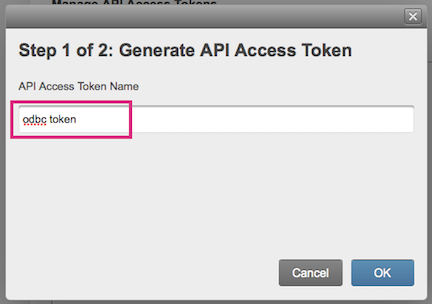 Manage API Access Tokens
Step 1 of 2: Generate API Access Token
API Access Token Name
odbc token
Cancel
OK